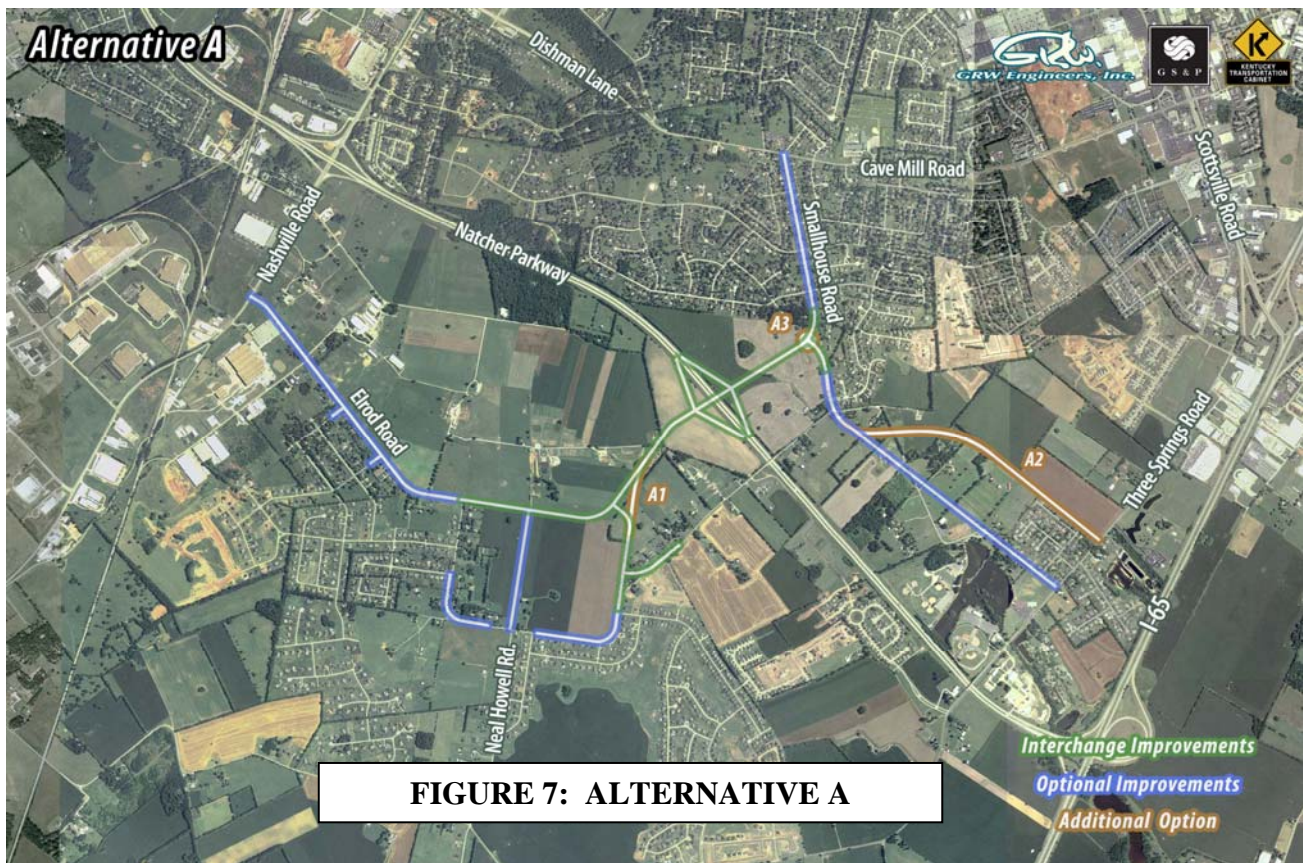 Alternative A
GRW
GRW Engineers, Inc.
GS&P
K
KENTUCKY
TRANSPORTATION
CABINET
Dishman Lane
Cave Mill Road
Scottsville Road
Nashville Road
Natcher Parkway
Smallhouse Road
A3
Elrod Road
A1
A2
Three Springs Road
I-65
Neal Howell Rd.
Interchange Improvements
Optional Improvements
Additional Option
FIGURE 7: ALTERNATIVE A